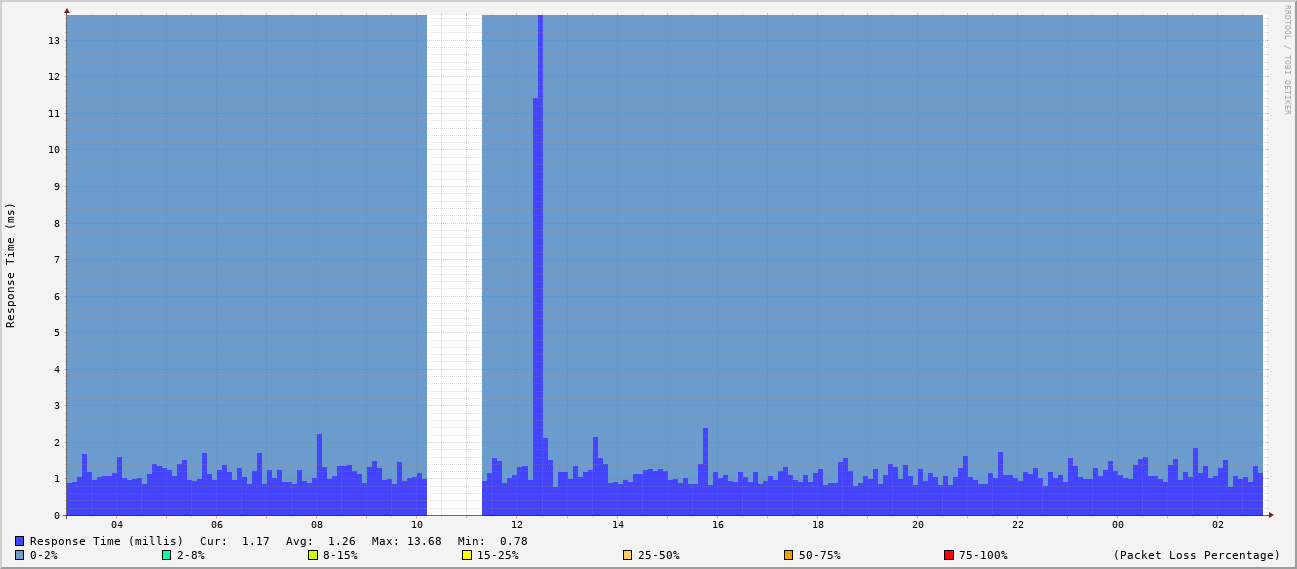 RRDTOOL / TOBI OETIKER
Response Time (ms)
13
12
11
10
9
8
7
6
5
4
3
2
1
0
04 06 08 10 12 14 16 18 20 22 00 02
Response Time (millis) Cur: 1.17 Avg: 1.26 Max: 13.68 Min: 0.78
0-2% 2-8% 8-15% 15-25% 25-50% 50-75% 75-100% (Packet Loss Percentage)